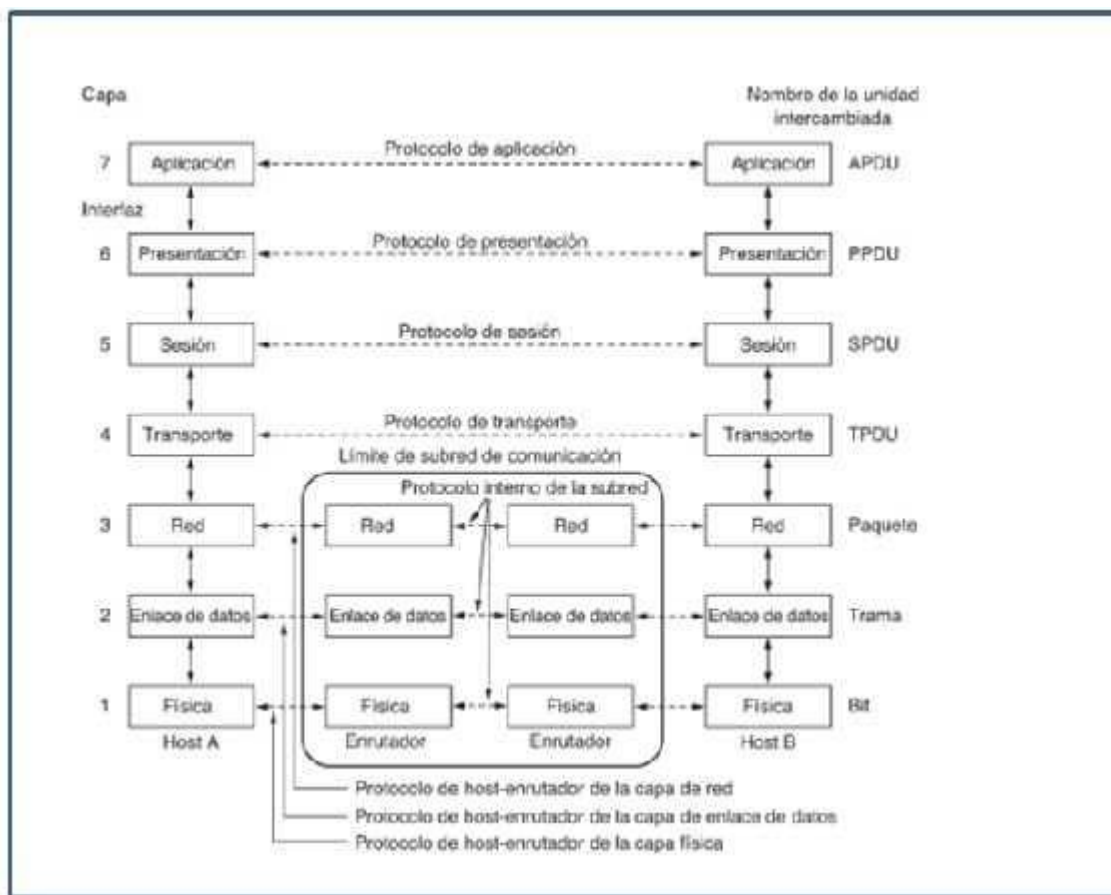 Capa
Nombre de la unidad
intercambiada
7 Aplicación Protocolo de aplicación Aplicación APDU
Interfaz
6 Presentación Protocolo de presentación Presentación PPDU
5 Sesión Protocolo de sesión Sesión SPDU
4 Transporte Protocolo de transporte Transporte TPDU
Límite de subred de comunicación
Protocolo interno de la subred
3 Red Red Red Red Paquete
2 Enlace de datos Enlace de datos Enlace de datos Enlace de datos Trama
1 Física Física Física Física Bit
Host A Enrutador Enrutador Host B
Protocolo de host-enrutador de la capa de red
Protocolo de host-enrutador de la capa de enlace de datos
Protocolo de host-enrutador de la capa física